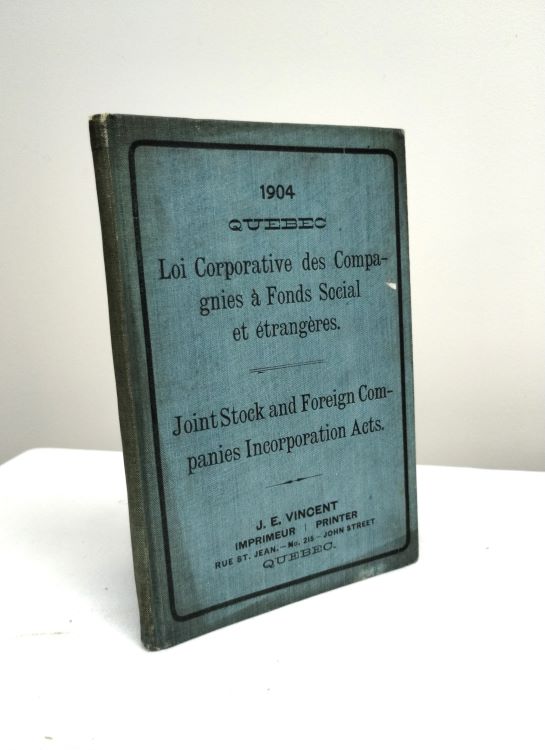 1904
QUEBEC
Loi Corporative des Compa-
gnies à Fonds Social
et étrangères.
Joint Stock and Foreign Com-
panies Incorporation Acts.
J. E. VINCENT
IMPRIMEUR | PRINTER
RUE ST. JEAN.—No. 215—JOHN STREET
QUEBEC.